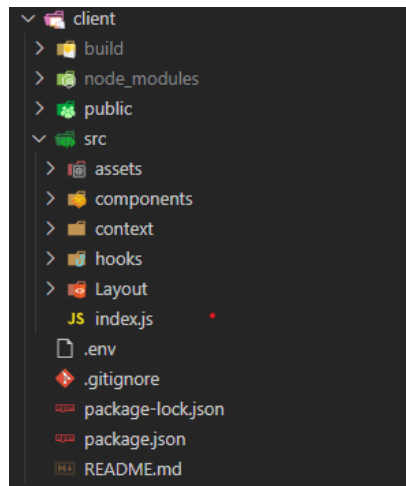 client
build
node_modules
public
src
assets
components
context
hooks
Layout
JS index.js
.env
.gitignore
package-lock.json
package.json
README.md